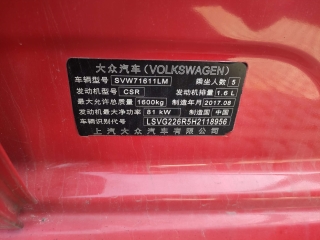 大众汽车(VOLKSWAGEN)
车辆型号 SVW71611LM 乘坐人数 5
发动机型号 CSR 发动机排量 1.6 L
最大允许总质量 1600kg 制造年月 2017.08
发动机最大净功率 81 kW 制造国 中国
车辆识别代号 LSVG226R5H2118956
上汽大众汽车有限公司